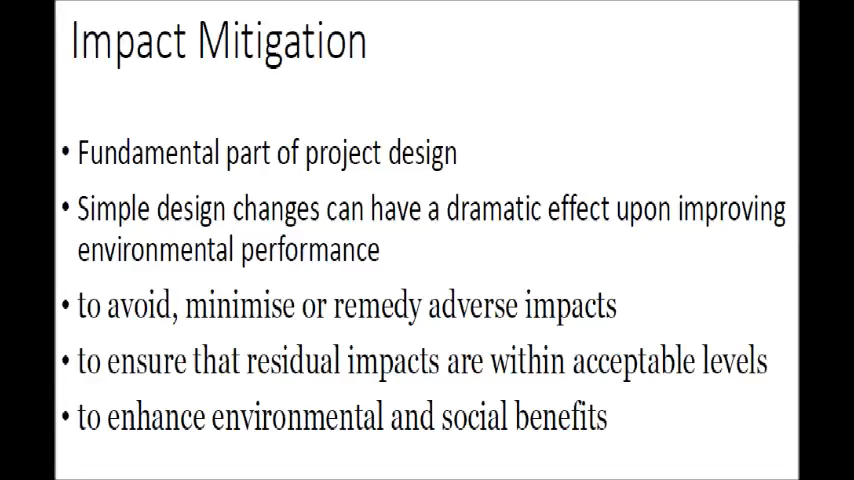 Impact Mitigation
• Fundamental part of project design
• Simple design changes can have a dramatic effect upon improving
environmental performance
• to avoid, minimise or remedy adverse impacts
• to ensure that residual impacts are within acceptable levels
• to enhance environmental and social benefits